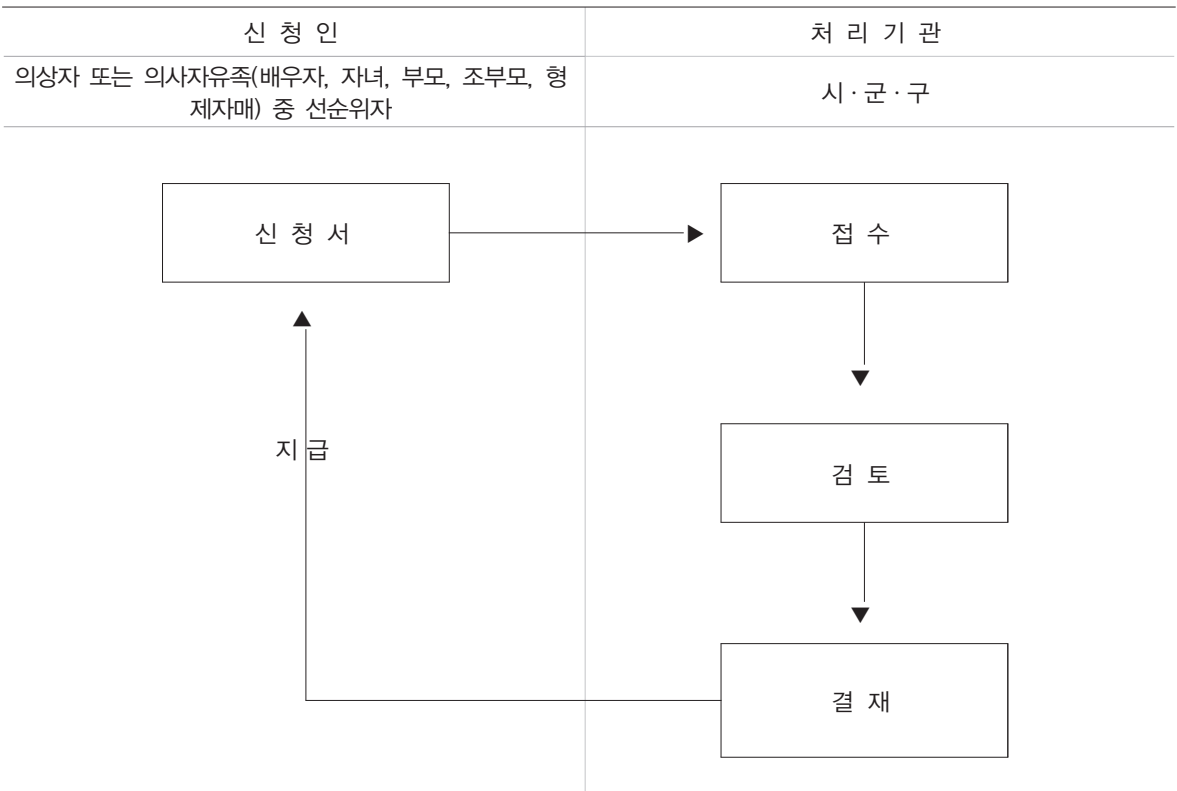 신 청 인
처 리 기 관
의상자 또는 의사자유족(배우자, 자녀, 부모, 조부모, 형
제자매) 중 선순위자
시·군·구
신 청 서
접 수
지 급
검 토
결 재